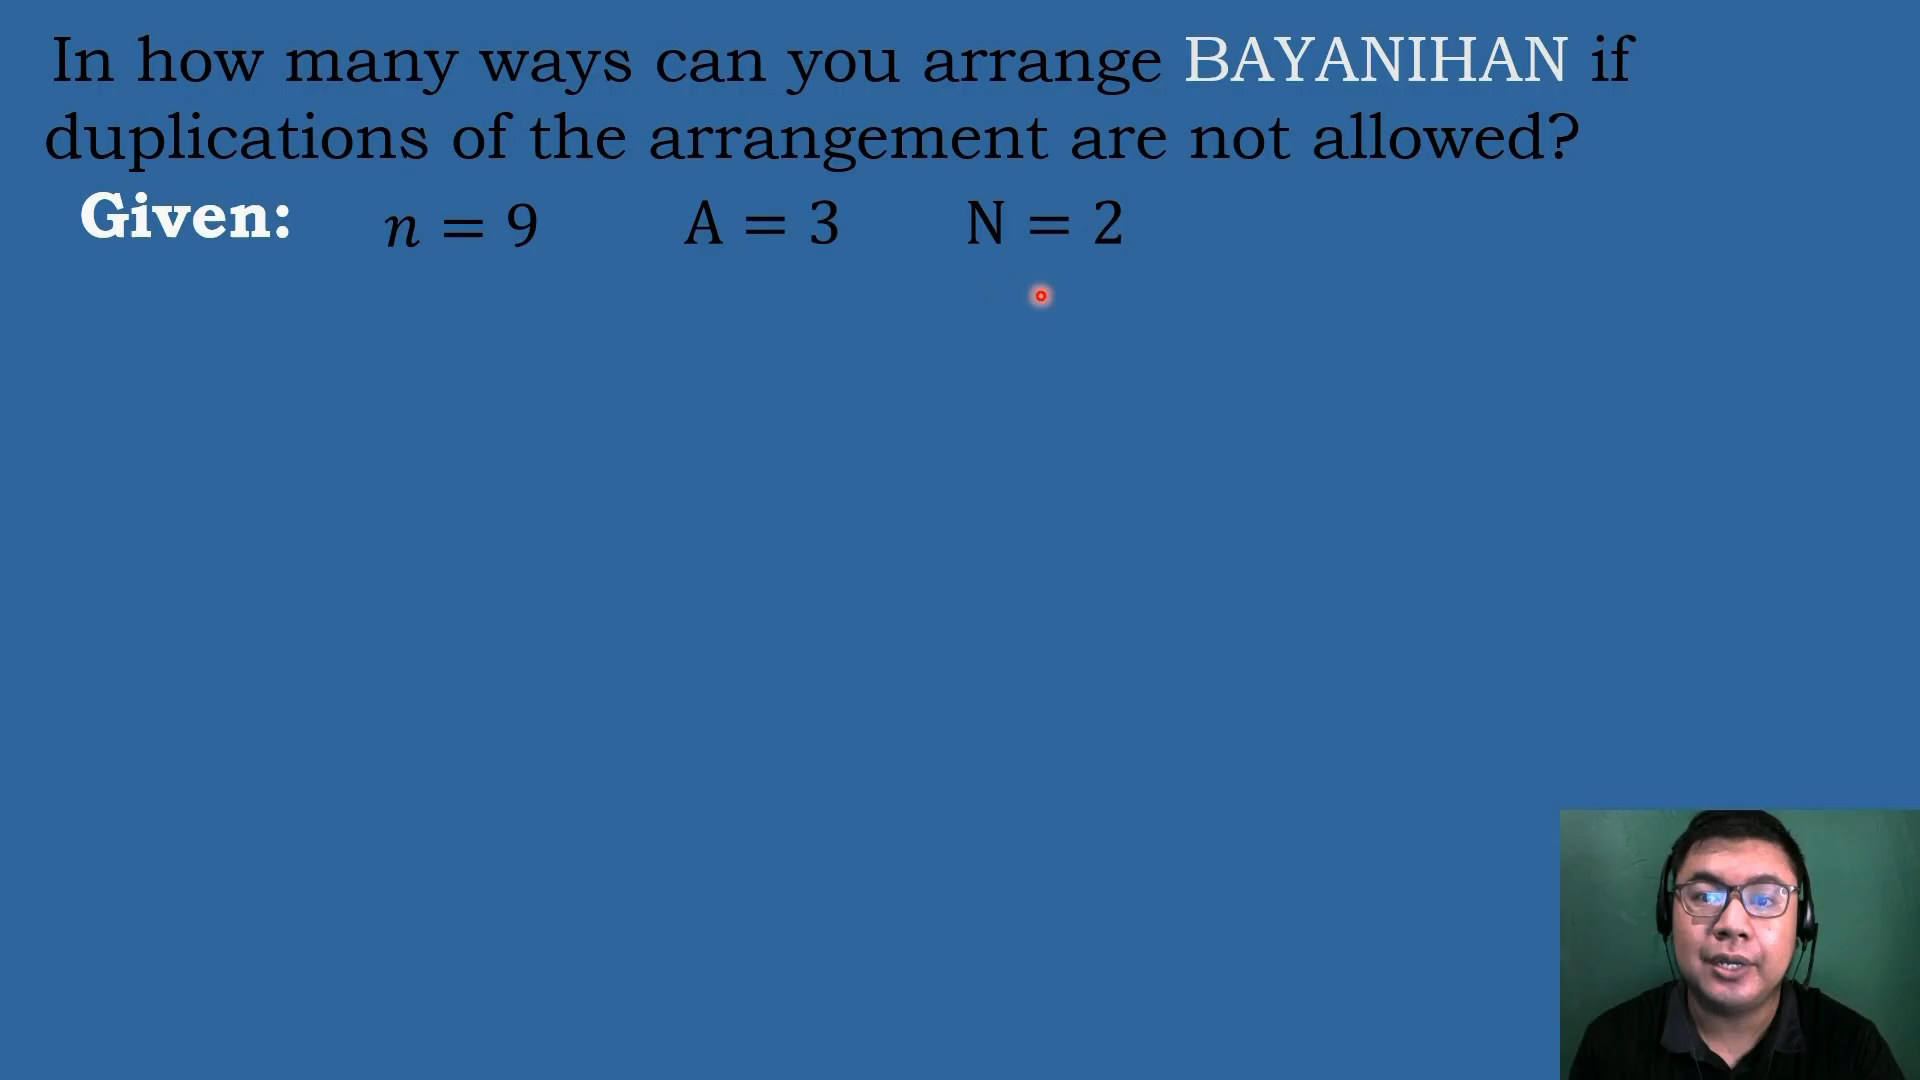 In how many ways can you arrange BAYANIHAN if
duplications of the arrangement are not allowed?
Given: n = 9 A = 3 N = 2